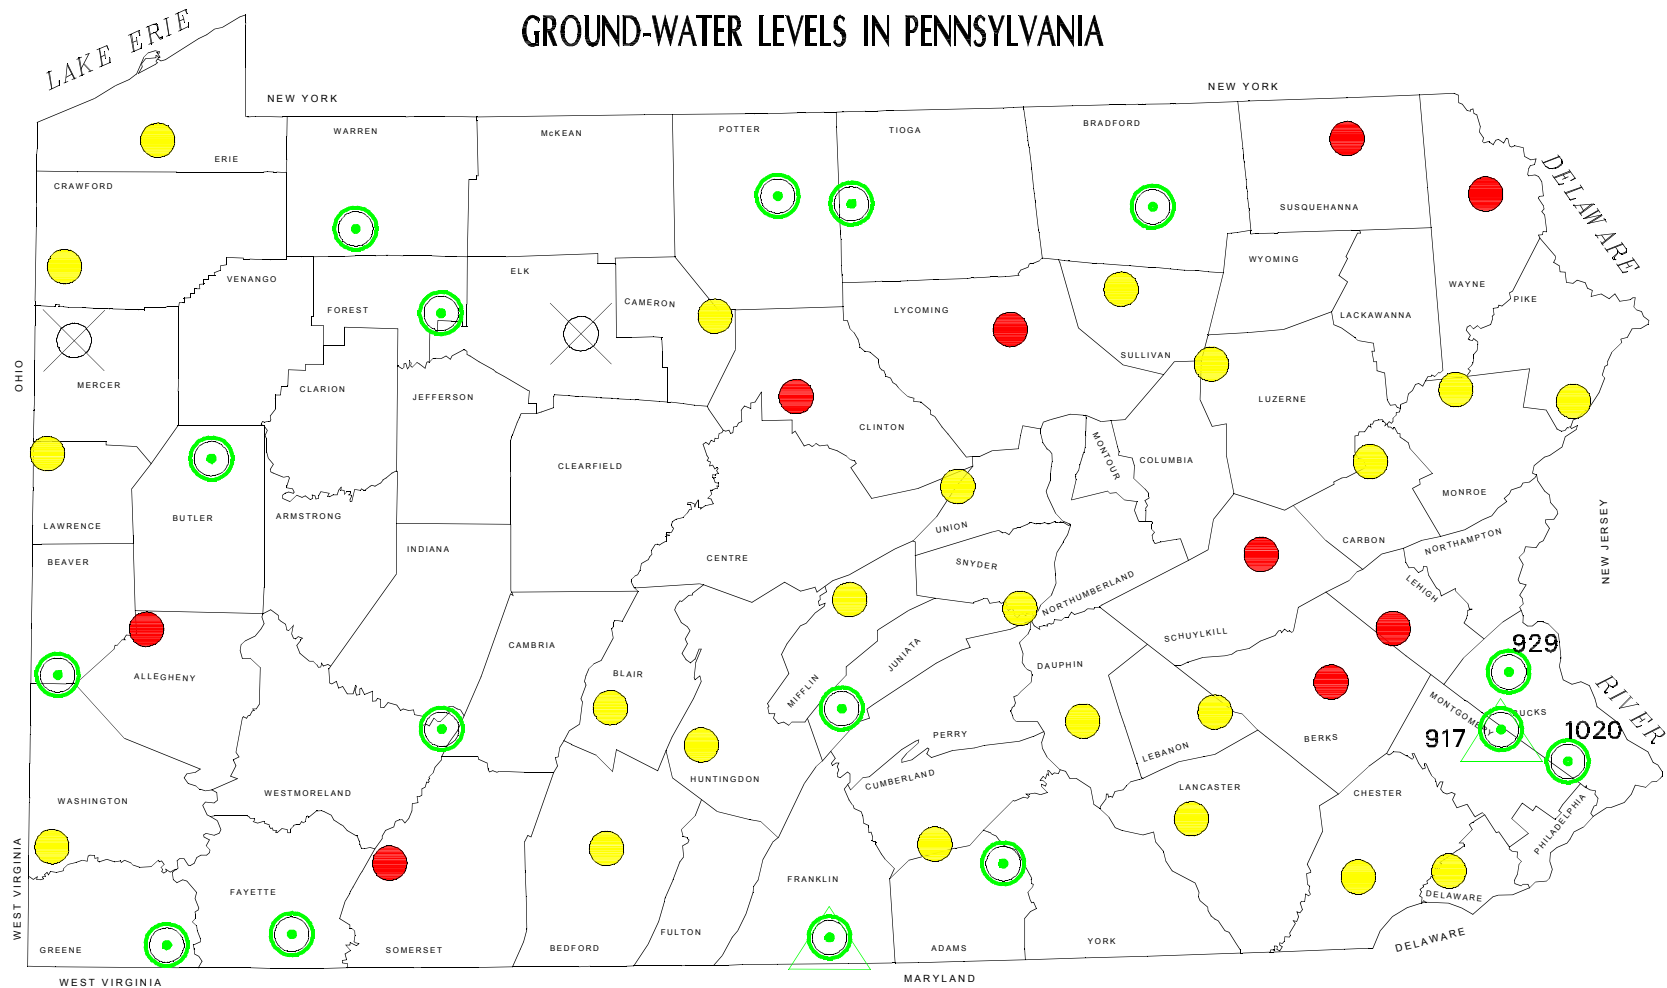 GROUND-WATER LEVELS IN PENNSYLVANIA
LAKE ERIE
NEW YORK
NEW YORK
WARREN
McKEAN
POTTER
TIOGA
BRADFORD
ERIE
CRAWFORD
SUSQUEHANNA
DELAWARE
VENANGO
ELK
WYOMING
FOREST
CAMERON
LYCOMING
WAYNE
PIKE
LACKAWANNA
SULLIVAN
OHIO
MERCER
CLARION
JEFFERSON
LUZERNE
CLINTON
MONTOUR
COLUMBIA
CLEARFIELD
MONROE
BUTLER
ARMSTRONG
LAWRENCE
UNION
CARBON
NORTHAMPTON
NEW JERSEY
INDIANA
BEAVER
CENTRE
SNYDER
NORTHUMBERLAND
LEHIGH
SCHUYLKILL
929
CAMBRIA
JUNIATA
DAUPHIN
ALLEGHENY
BLAIR
MIFFLIN
MONTGOMERY
BUCKS
RIVER
1020
917
PERRY
BERKS
LEBANON
HUNTINGDON
CUMBERLAND
LANCASTER
CHESTER
WASHINGTON
WESTMORELAND
PHILADELPHIA
WEST VIRGINIA
FRANKLIN
FAYETTE
DELAWARE
GREENE
SOMERSET
BEDFORD
FULTON
ADAMS
YORK
DELAWARE
WEST VIRGINIA
MARYLAND